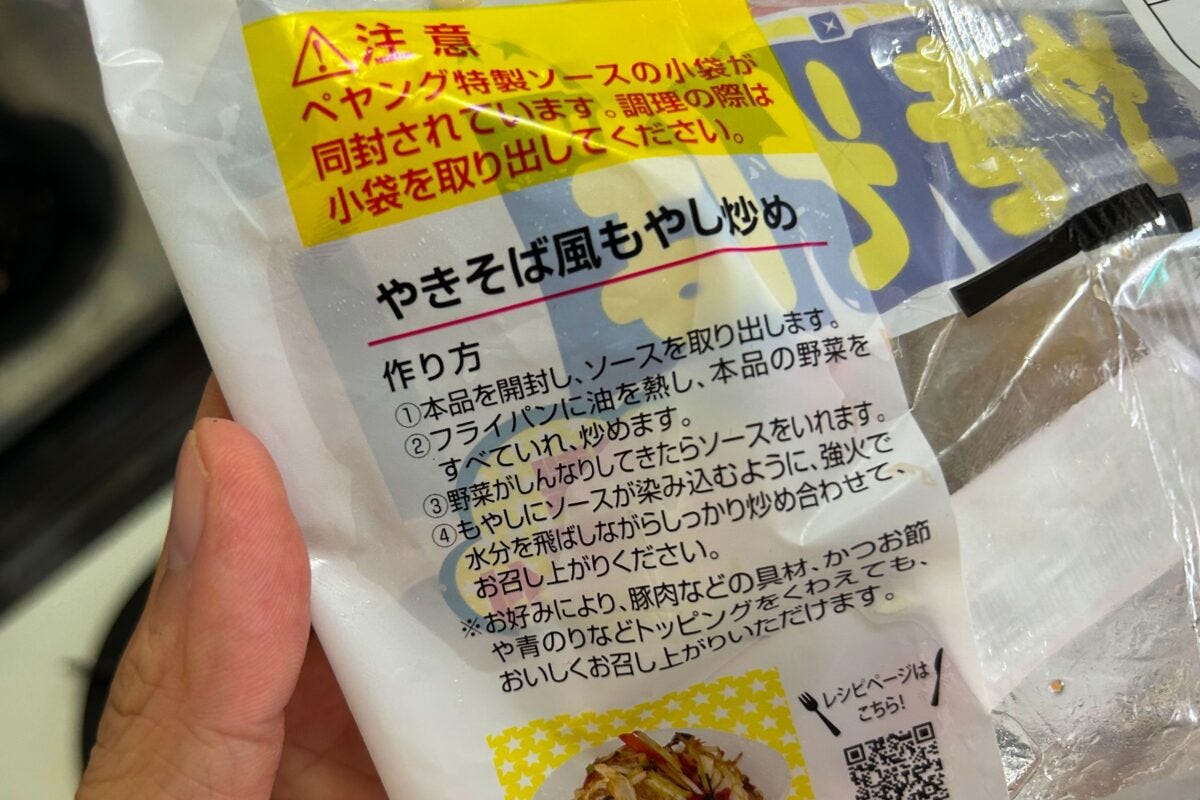 注意
ペヤング特製ソースの小袋が
同封されています。調理の際は
小袋を取り出してください。
やきそば風もやし炒め
作り方
①本品を開封し、ソースを取り出します。
②フライパンに油を熱し、本品の野菜を
すべていれ、炒めます。
③野菜がしんなりしてきたらソースをいれます。
④もやしにソースが染み込むように、強火で
水分を飛ばしながらしっかり炒め合わせて、
お召し上がりください。
※お好みにより、豚肉などの具材、かつお節
や青のりなどトッピングをくわえても、
おいしくお召し上がりいただけます。
レシピページは
こちら!